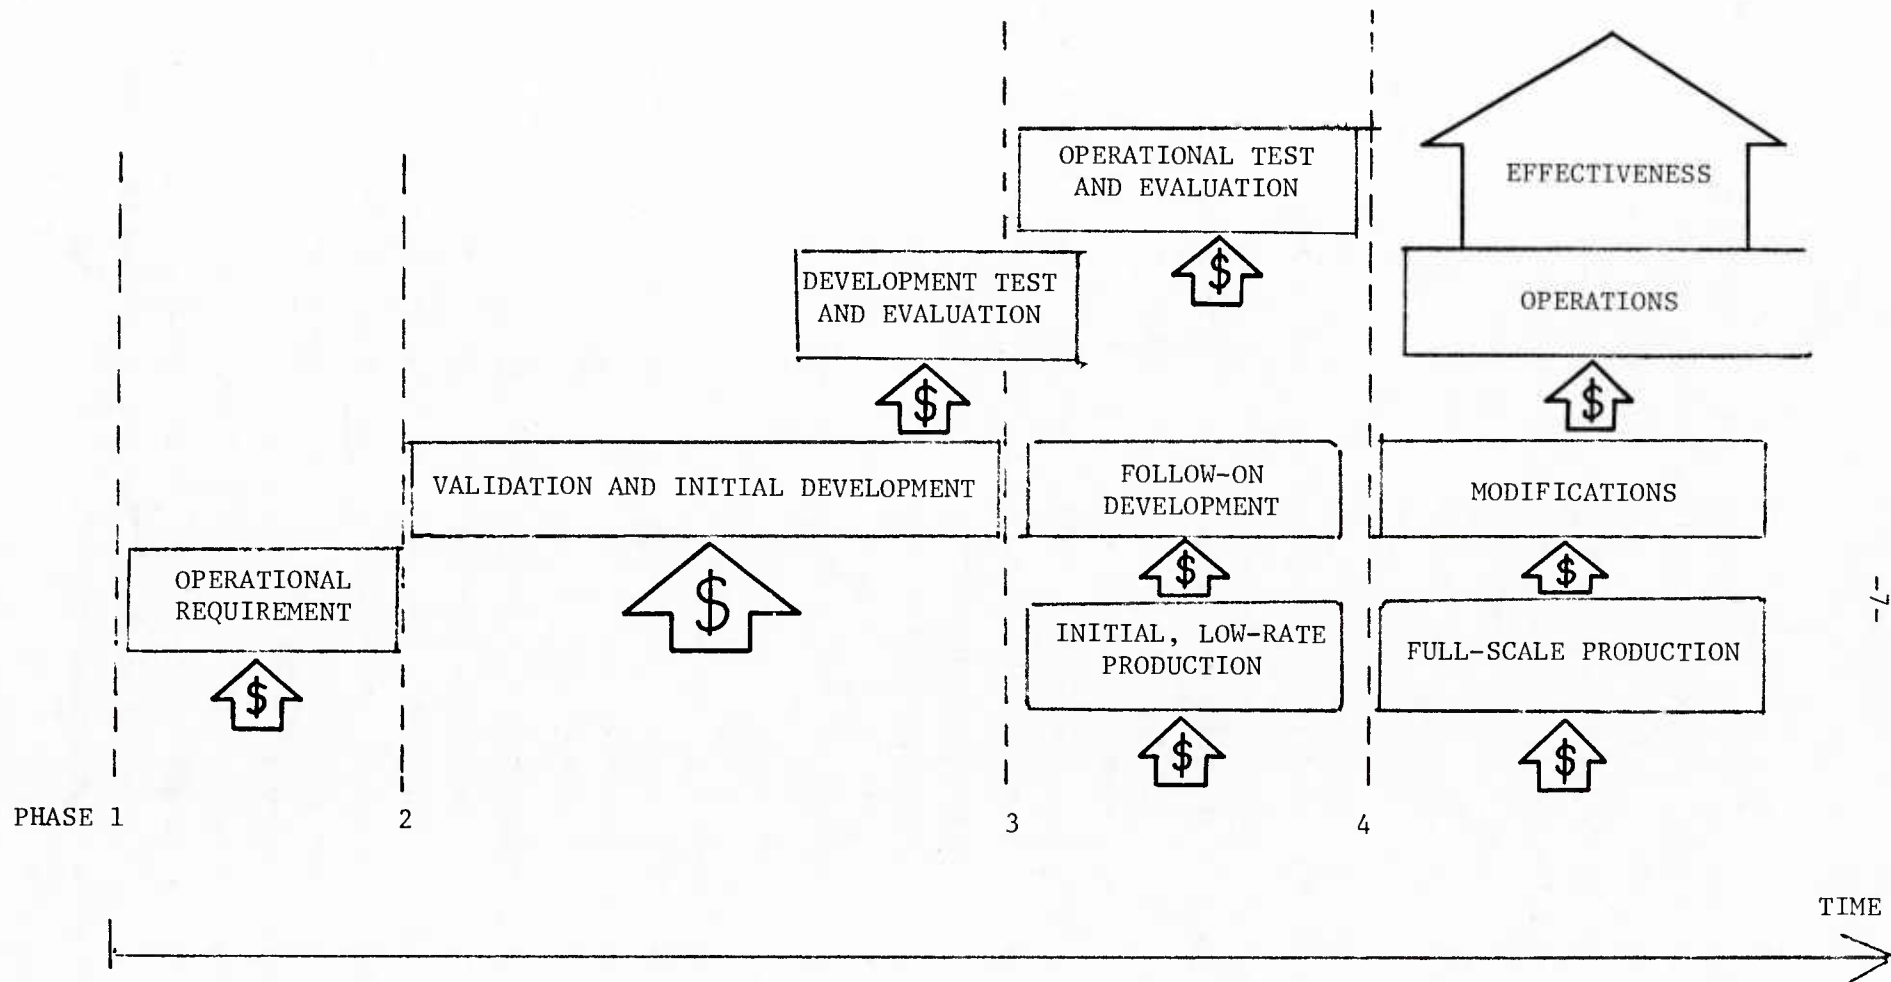 OPERATIONAL TEST
AND EVALUATION
$
EFFECTIVENESS
DEVELOPMENT TEST
AND EVALUATION
$
OPERATIONS
$
VALIDATION AND INITIAL DEVELOPMENT
$
FOLLOW-ON
DEVELOPMENT
$
MODIFICATIONS
$
OPERATIONAL
REQUIREMENT
$
INITIAL, LOW-RATE
PRODUCTION
$
FULL-SCALE PRODUCTION
$
-7-
PHASE 1
2
3
4
TIME